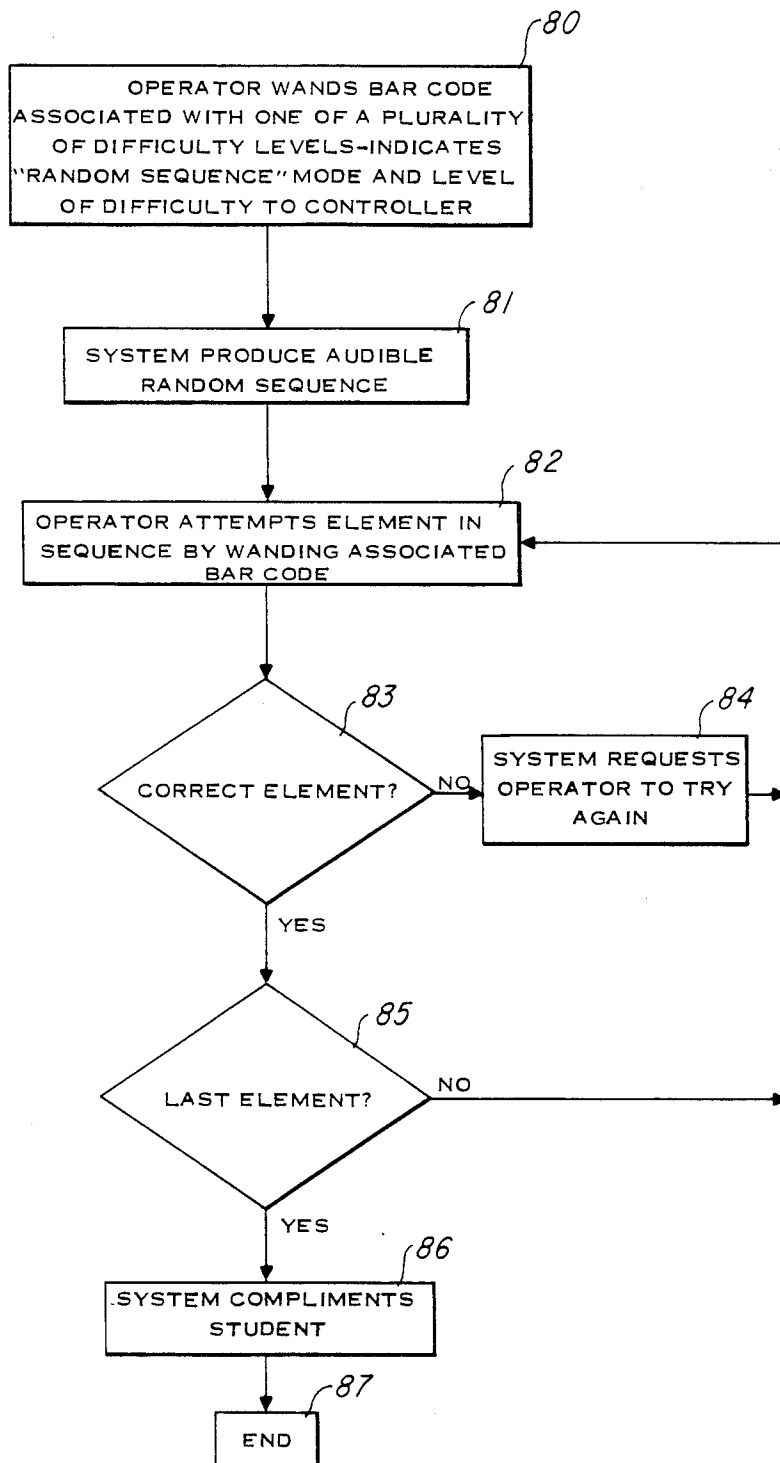 80
OPERATOR WANDS BAR CODE
ASSOCIATED WITH ONE OF A PLURALITY
OF DIFFICULTY LEVELS-INDICATES
"RANDOM SEQUENCE" MODE AND LEVEL
OF DIFFICULTY TO CONTROLLER
81
SYSTEM PRODUCE AUDIBLE
RANDOM SEQUENCE
82
OPERATOR ATTEMPTS ELEMENT IN
SEQUENCE BY WANDING ASSOCIATED
BAR CODE
83
CORRECT ELEMENT?
NO
84
SYSTEM REQUESTS
OPERATOR TO TRY
AGAIN
YES
85
LAST ELEMENT?
NO
YES
86
SYSTEM COMPLIMENTS
STUDENT
87
END